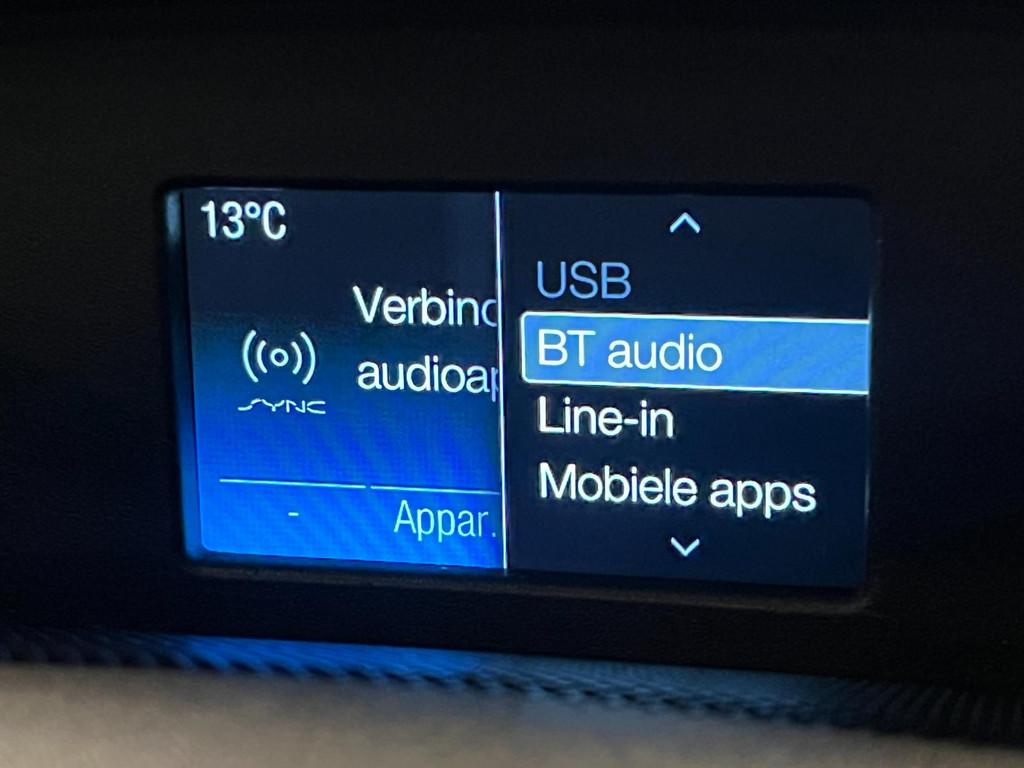 13°C
Verbind
audioap
SYNC
-
Appar.
USB
BT audio
Line-in
Mobiele apps